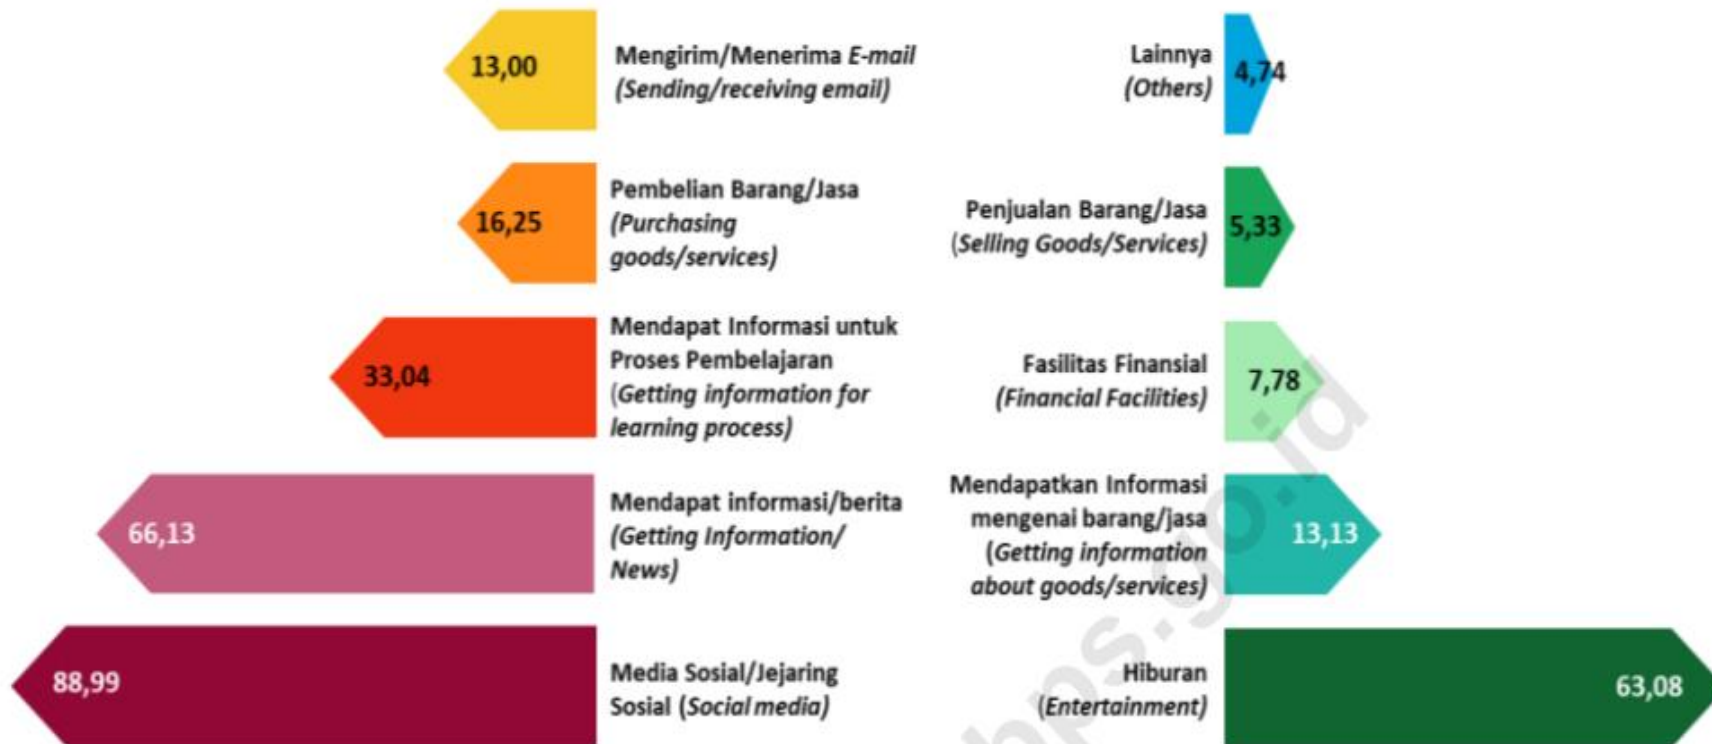 13,00
Mengirim/Menerima E-mail
(Sending/receiving email)
Lainnya
(Others)
4,74
16,25
Pembelian Barang/Jasa
(Purchasing
goods/services)
Penjualan Barang/Jasa
(Selling Goods/Services)
5,33
33,04
Mendapat Informasi untuk
Proses Pembelajaran
(Getting information for
learning process)
Fasilitas Finansial
(Financial Facilities)
7,78
66,13
Mendapat informasi/berita
(Getting Information/
News)
Mendapatkan Informasi
mengenai barang/jasa
(Getting information
about goods/services)
13,13
88,99
Media Sosial/Jejaring
Sosial (Social media)
Hiburan
(Entertainment)
63,08
bps.go.id